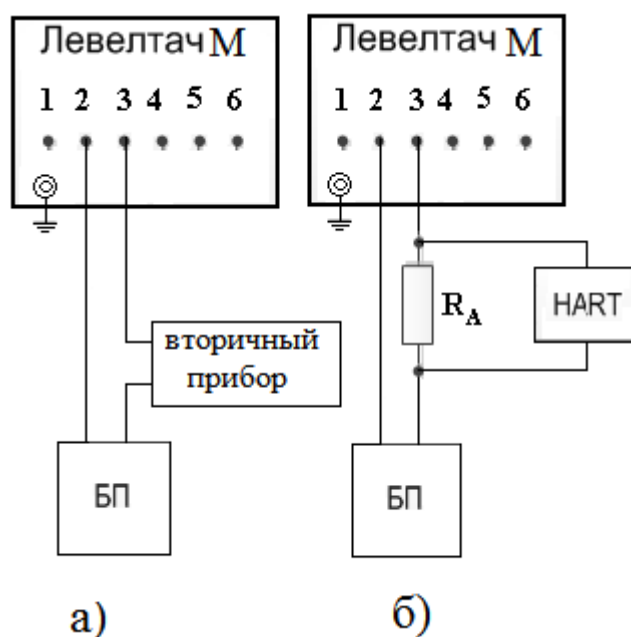 Левелтач М
1 2 3 4 5 6
вторичный
прибор
БП
а)
Левелтач М
1 2 3 4 5 6
R_A
HART
БП
б)